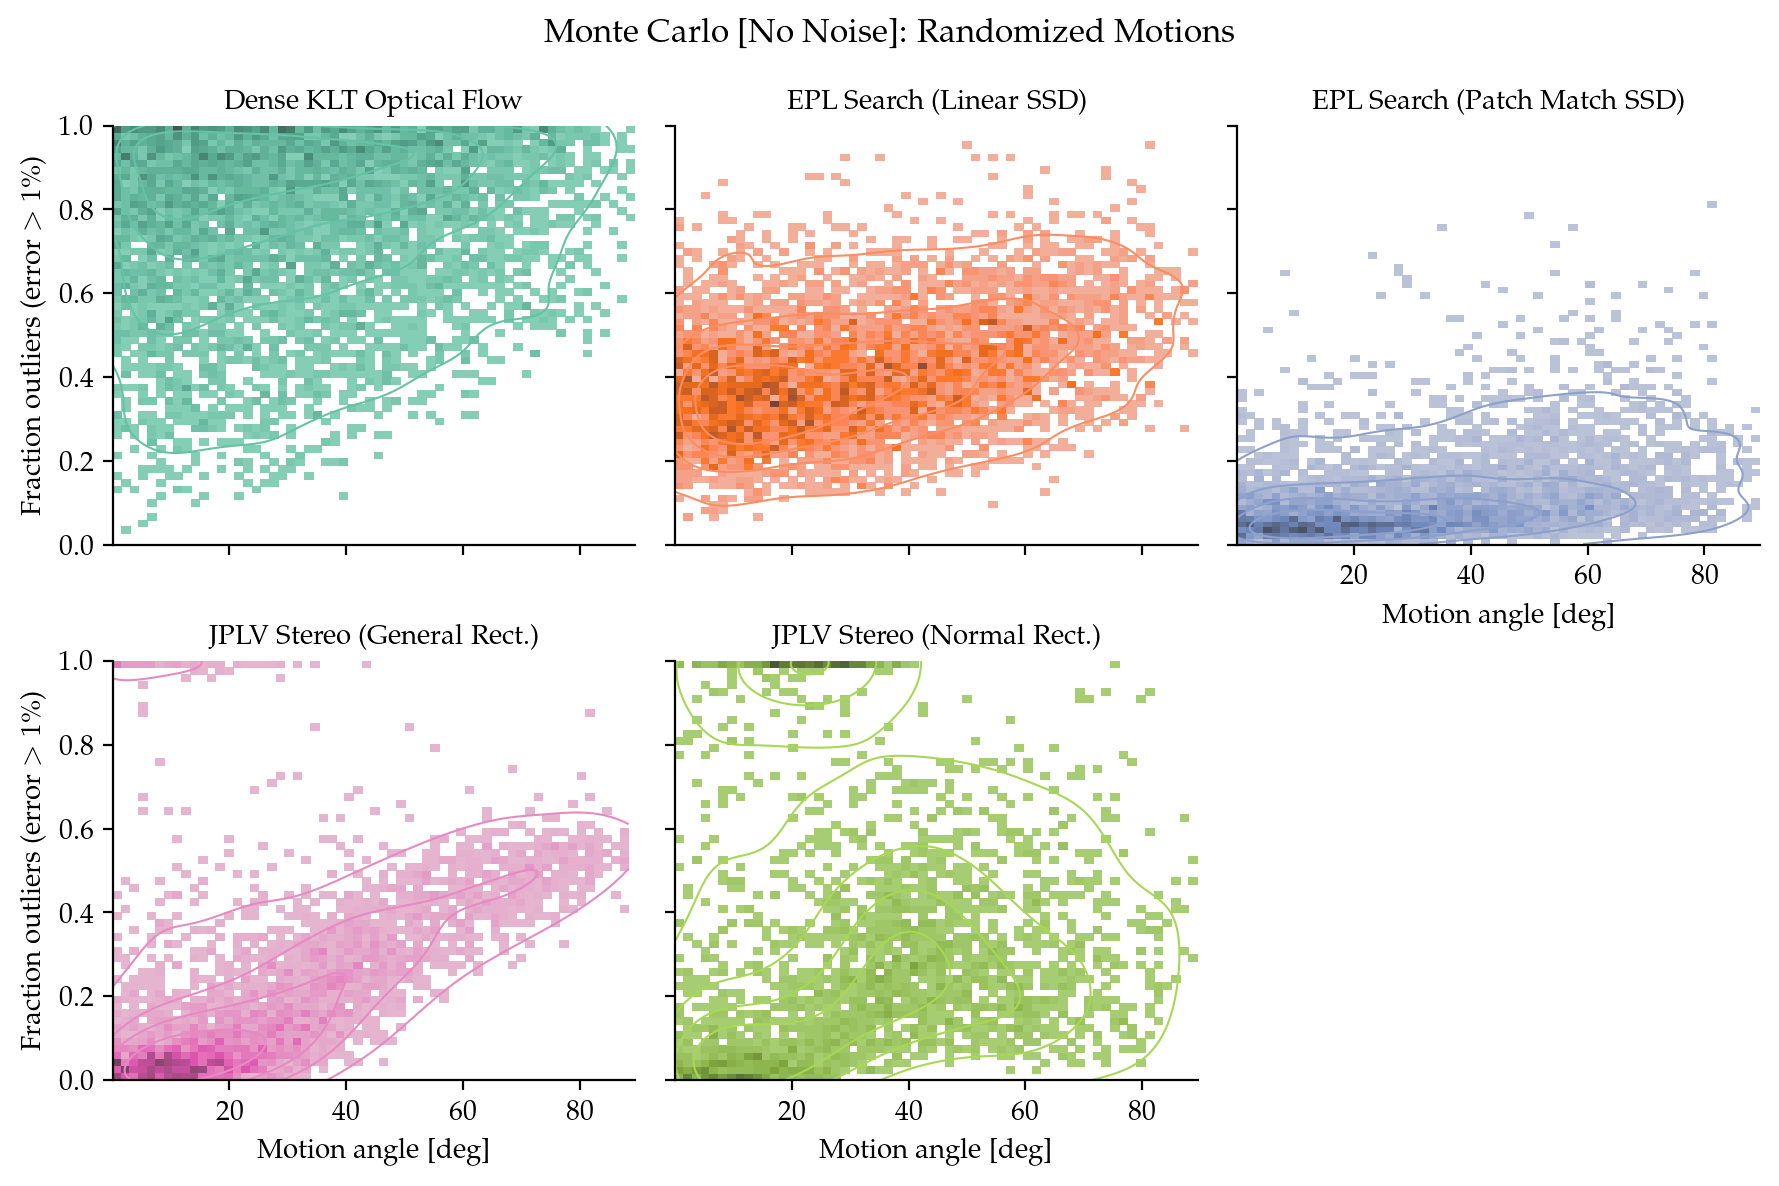 Monte Carlo [No Noise]: Randomized Motions
Dense KLT Optical Flow
EPL Search (Linear SSD)
EPL Search (Patch Match SSD)
Fraction outliers (error > 1%)
1.0
0.8
0.6
0.4
0.2
0.0
20 40 60 80
Motion angle [deg]
JPLV Stereo (General Rect.)
JPLV Stereo (Normal Rect.)
Fraction outliers (error > 1%)
1.0
0.8
0.6
0.4
0.2
0.0
20 40 60 80
20 40 60 80
Motion angle [deg]
Motion angle [deg]